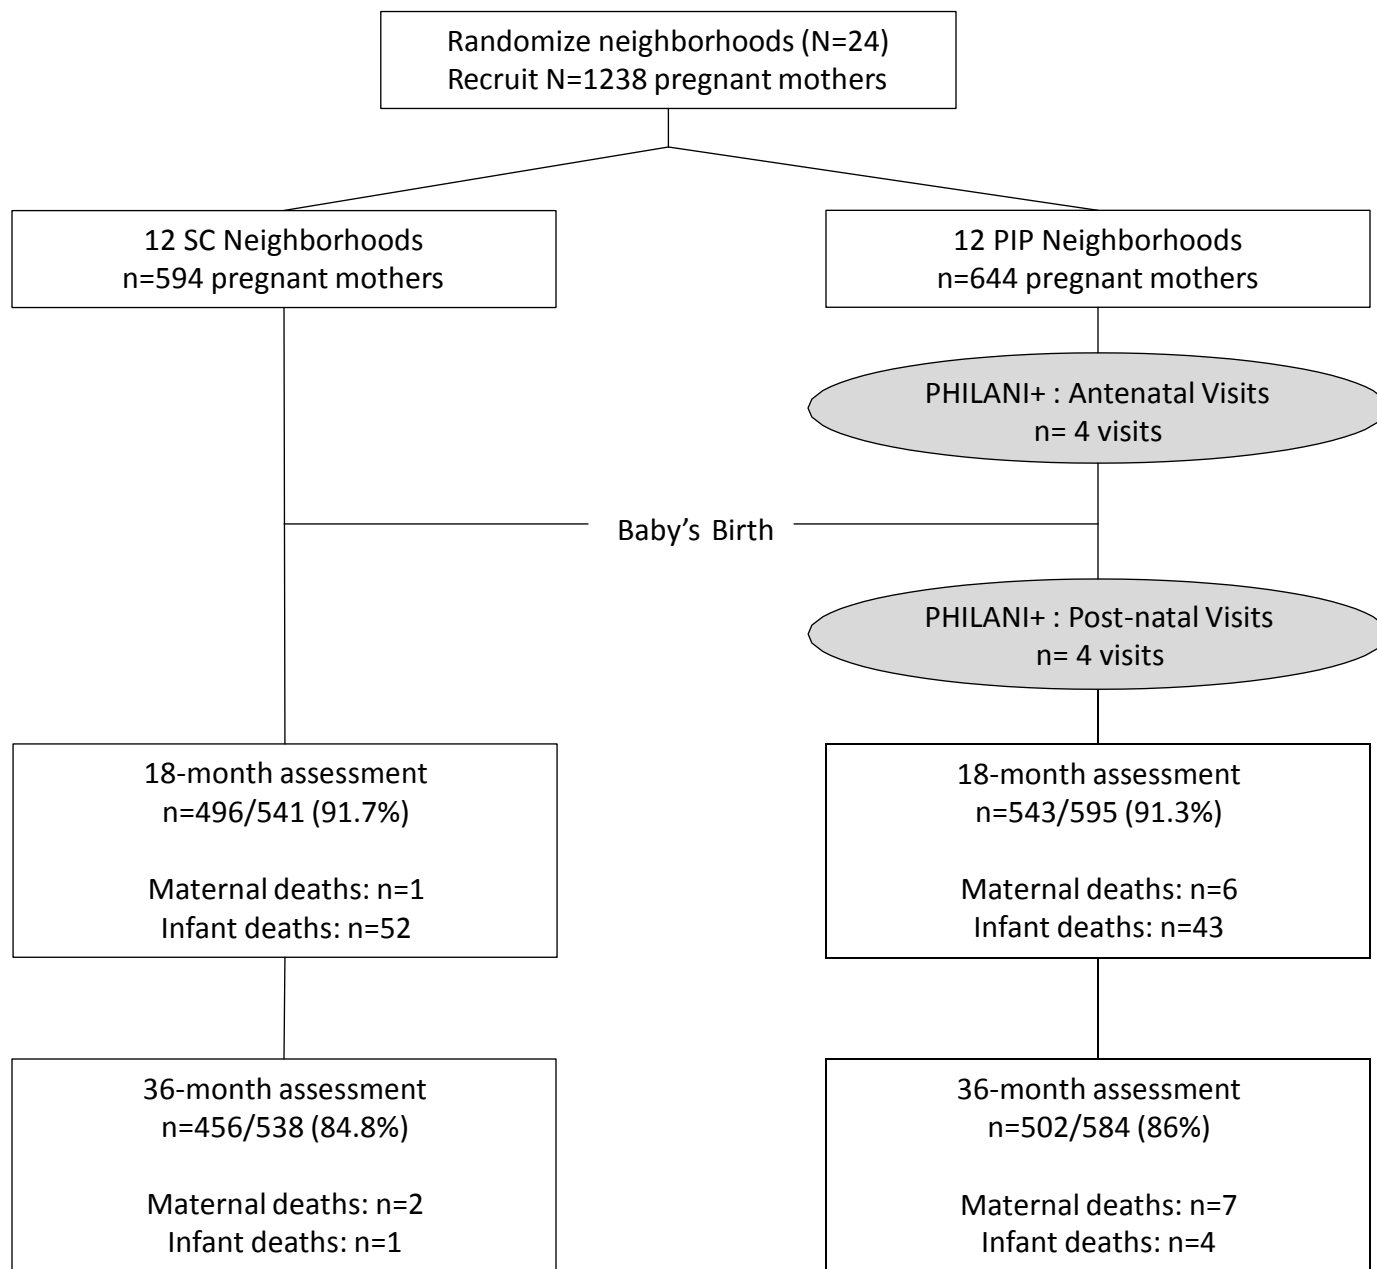 Randomize neighborhoods (N=24)
Recruit N=1238 pregnant mothers
12 SC Neighborhoods
n=594 pregnant mothers
12 PIP Neighborhoods
n=644 pregnant mothers
PHILANI+ : Antenatal Visits
n= 4 visits
Baby’s Birth
PHILANI+ : Post-natal Visits
n= 4 visits
18-month assessment
n=496/541 (91.7%)
Maternal deaths: n=1
Infant deaths: n=52
18-month assessment
n=543/595 (91.3%)
Maternal deaths: n=6
Infant deaths: n=43
36-month assessment
n=456/538 (84.8%)
Maternal deaths: n=2
Infant deaths: n=1
36-month assessment
n=502/584 (86%)
Maternal deaths: n=7
Infant deaths: n=4